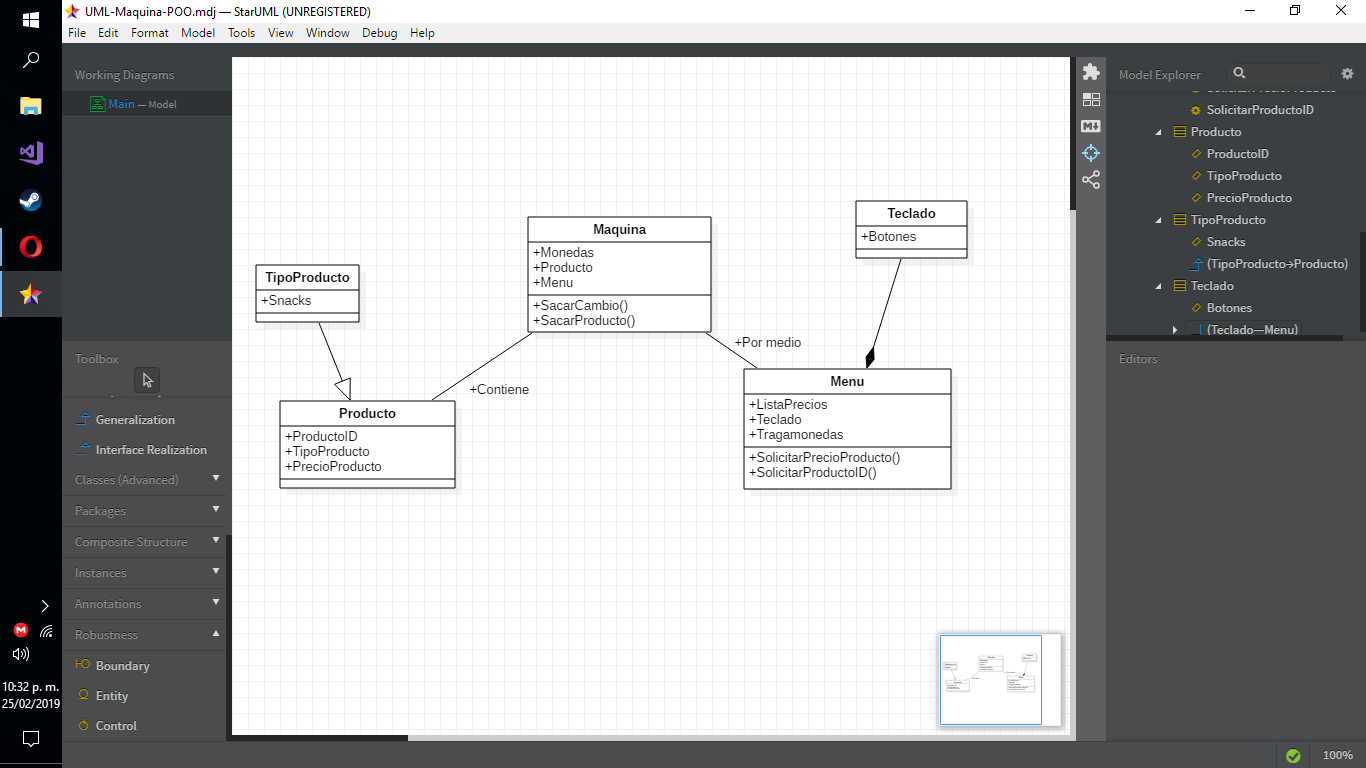 UML-Maquina-POO.mdj — StarUML (UNREGISTERED)
File Edit Format Model Tools View Window Debug Help
Working Diagrams
Main — Model
Toolbox
Generalization
Interface Realization
Classes (Advanced)
Packages
Composite Structure
Instances
Annotations
Robustness
Boundary
Entity
Control
10:32 p. m.
25/02/2019
TipoProducto
+Snacks
Maquina
+Monedas
+Producto
+Menu
+SacarCambio()
+SacarProducto()
Teclado
+Botones
+Por medio
+Contiene
Producto
+ProductoID
+TipoProducto
+PrecioProducto
Menu
+ListaPrecios
+Teclado
+Tragamonedas
+SolicitarPrecioProducto()
+SolicitarProductoID()
Model Explorer
SolicitarPrecioProducto
SolicitarProductoID
Producto
ProductoID
TipoProducto
PrecioProducto
TipoProducto
Snacks
(TipoProducto→Producto)
Teclado
Botones
(Teclado—Menu)
Editors
100%